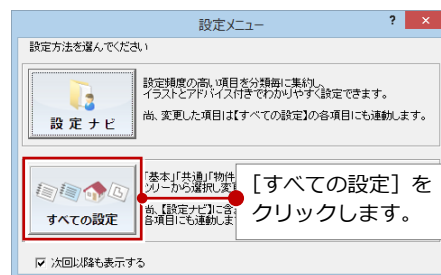 設定メニュー
?
×
設定方法を選んでください
設定ナビ
設定頻度の高い項目を分類毎に集約し、
イラストとアドバイス付きでわかりやすく設定できます。
尚、変更した項目は【すべての設定】の各項目にも連動します。
すべての設定
「基本」「共通」「物件
ツリーから選択し変更
尚、【設定ナビ】に含
各項目にも連動しま
[すべての設定]を
クリックします。
次回以降も表示する